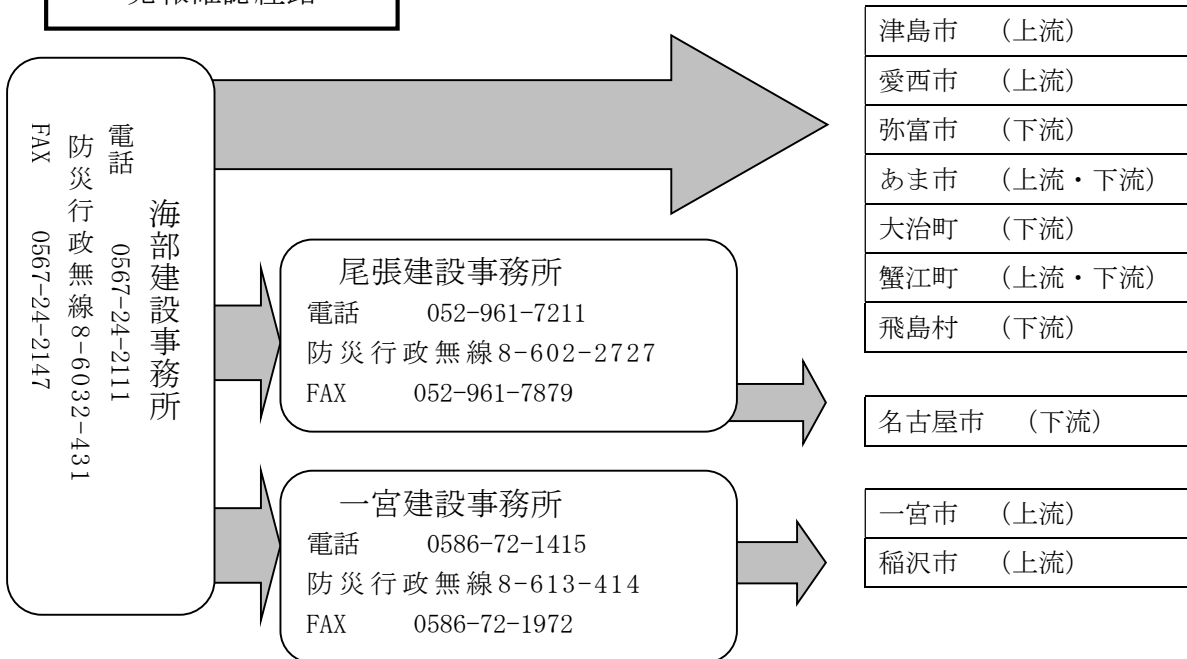 海部建設事務所
電話 0567-24-2111
防災行政無線8-6032-431
FAX 0567-24-2147
尾張建設事務所
電話 052-961-7211
防災行政無線8-602-2727
FAX 052-961-7879
一宮建設事務所
電話 0586-72-1415
防災行政無線8-613-414
FAX 0586-72-1972
津島市 (上流)
愛西市 (上流)
弥富市 (下流)
あま市 (上流・下流)
大治町 (下流)
蟹江町 (上流・下流)
飛島村 (下流)
名古屋市 (下流)
一宮市 (上流)
稲沢市 (上流)